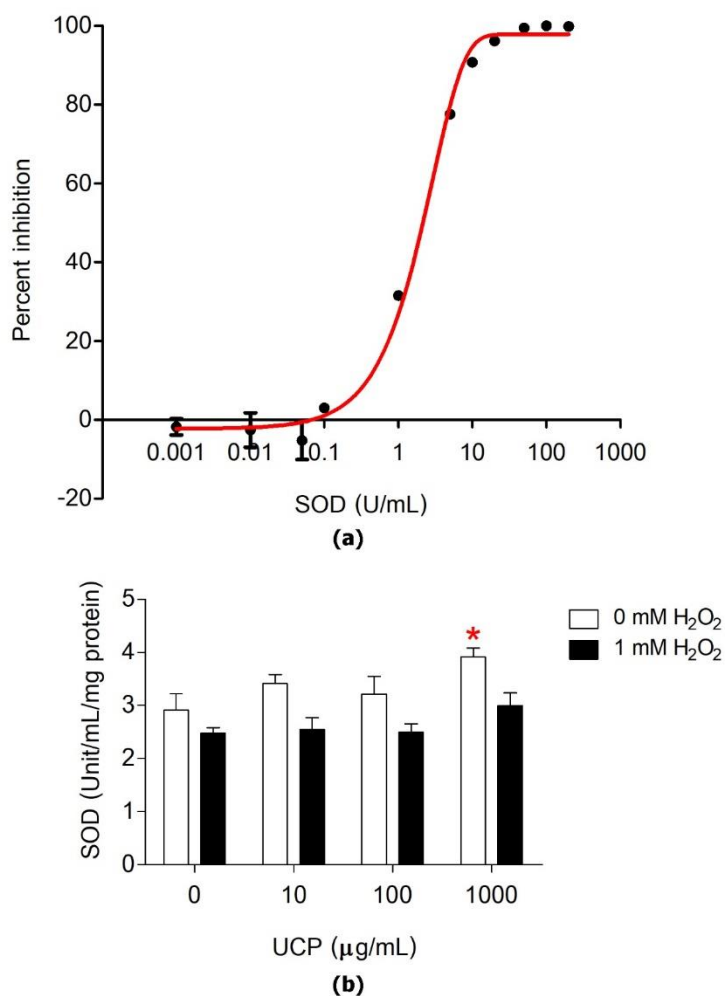 100
80
60
40
20
0
-20
Percent inhibition
0.001 0.01 0.1 1 10 100 1000
SOD (U/mL)
(a)
5
4
3
2
1
0
SOD (Unit/mL/mg protein)
*
0 mM H₂O₂
1 mM H₂O₂
0 10 100 1000
UCP (μg/mL)
(b)